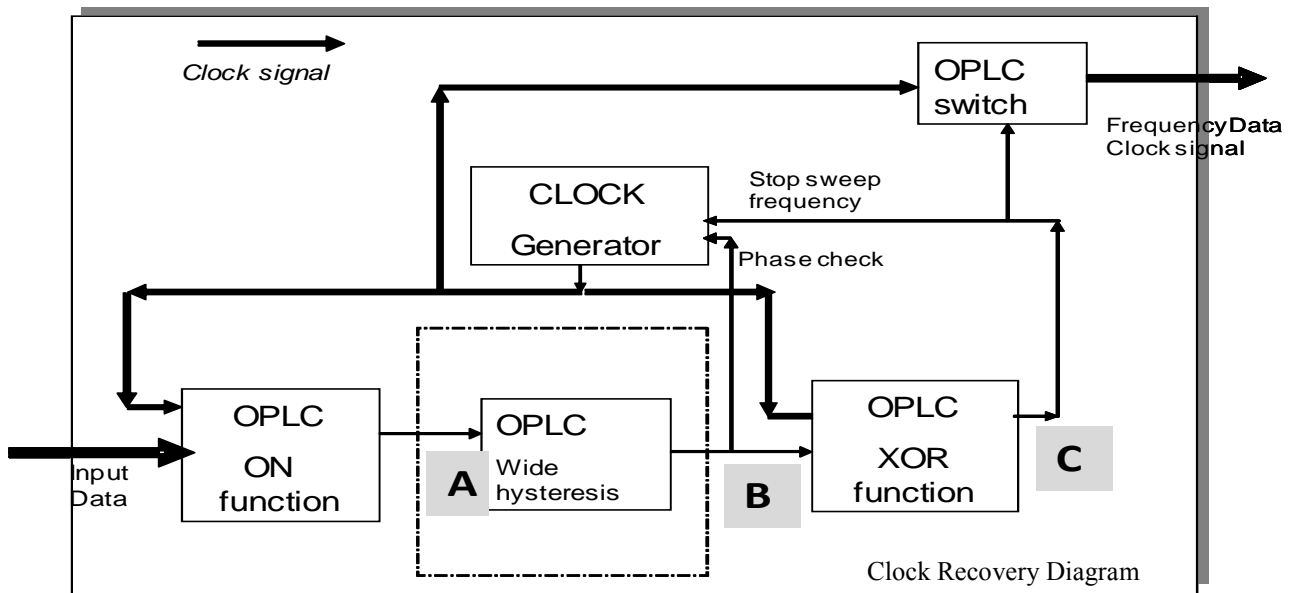 Clock signal
OPLC
switch
Frequency Data
Clock signal
Stop sweep
frequency
CLOCK
Generator
Phase check
OPLC
ON
function
Input
Data
OPLC
Wide
hysteresis
A
B
OPLC
XOR
function
C
Clock Recovery Diagram